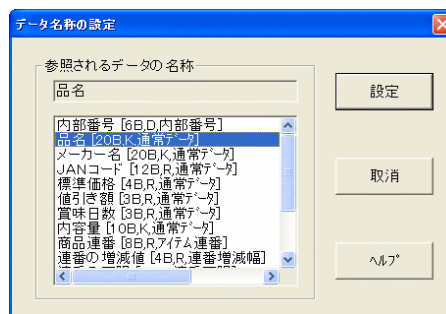 データ名称の設定
参照されるデータの名称
品名
内部番号 [6B,D,内部番号]
品名 [20B,K,通常ﾃﾞｰﾀ]
メーカー名 [20B,K,通常ﾃﾞｰﾀ]
JANコード [12B,R,通常ﾃﾞｰﾀ]
標準価格 [4B,R,通常ﾃﾞｰﾀ]
値引き額 [3B,R,通常ﾃﾞｰﾀ]
賞味日数 [3B,R,通常ﾃﾞｰﾀ]
内容量 [10B,K,通常ﾃﾞｰﾀ]
商品連番 [8B,R,ｱｲﾃﾑ連番]
連番の増減値 [4B,R,連番増減幅]
設定
取消
ﾍﾙﾌﾟ